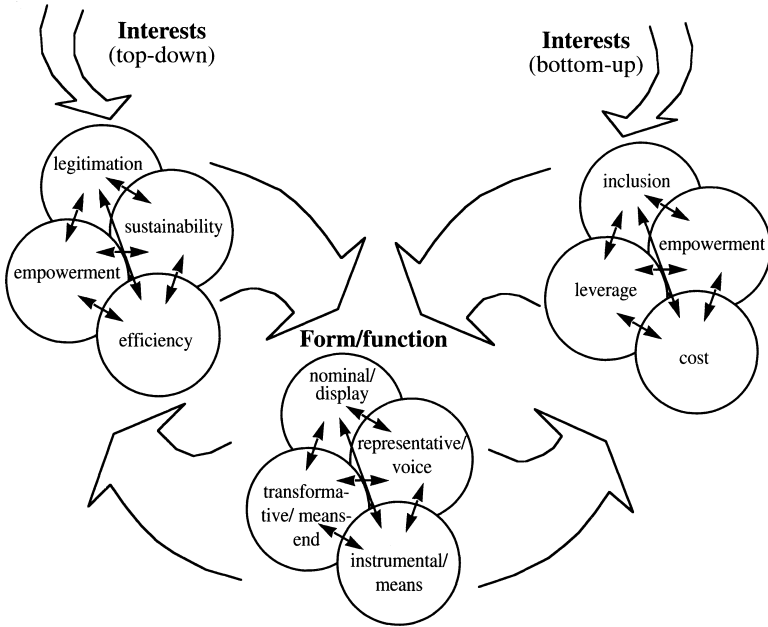 Interests
(top-down)
legitimation
sustainability
empowerment
efficiency
Interests
(bottom-up)
inclusion
empowerment
leverage
cost
Form/function
nominal/
display
representative/
voice
transforma-
tive/ means-
end
instrumental/
means